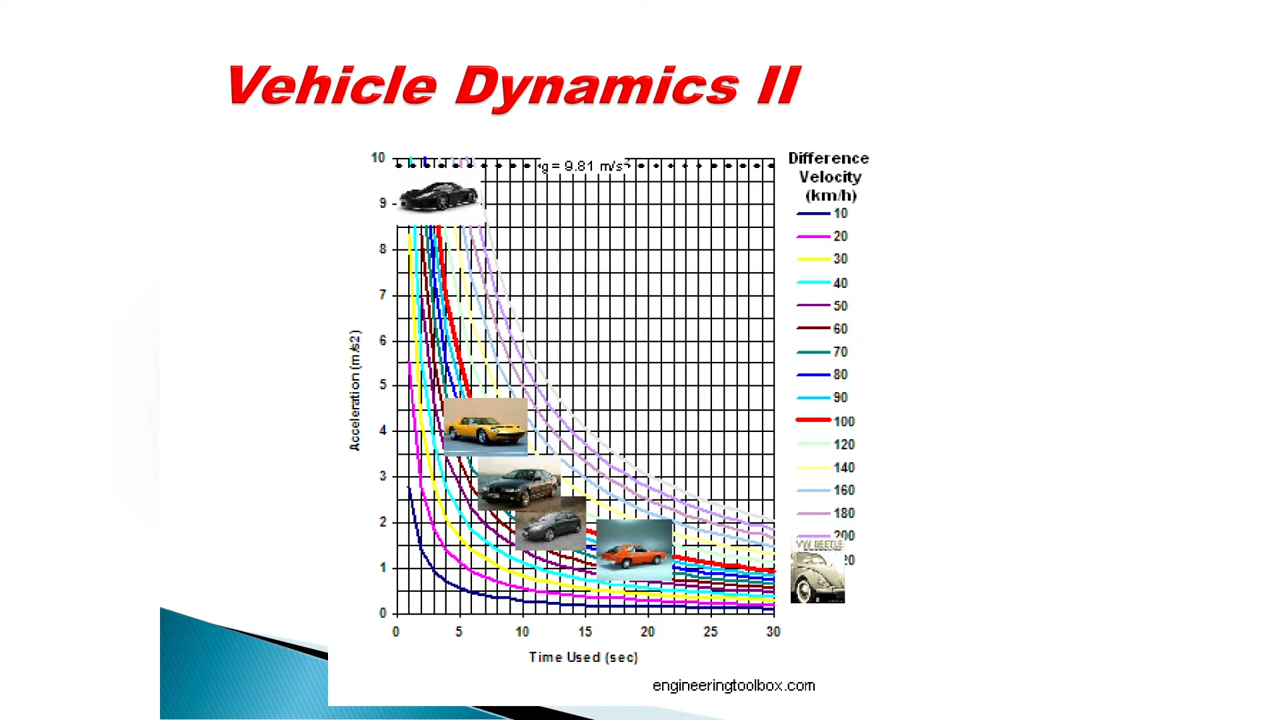 Vehicle Dynamics II
Difference
Velocity
(km/h)
10
20
30
40
50
60
70
80
90
100
120
140
160
180
200
20
VW BEETLE
g = 9.81 m/s²
Acceleration (m/s2)
10
9
8
7
6
5
4
3
2
1
0
0 5 10 15 20 25 30
Time Used (sec)
engineeringtoolbox.com